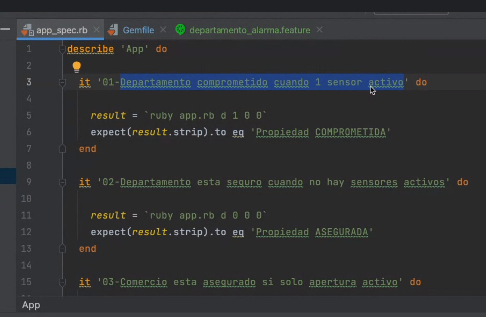 app_spec.rb × Gemfile × departamento_alarma.feature ×
1 describe 'App' do
2
3 it '01-Departamento comprometido cuando 1 sensor activo' do
4
5 result = `ruby app.rb d 1 0 0`
6 expect(result.strip).to eq 'Propiedad COMPROMETIDA'
7 end
8
9 it '02-Departamento esta seguro cuando no hay sensores activos' do
10
11 result = `ruby app.rb d 0 0 0`
12 expect(result.strip).to eq 'Propiedad ASEGURADA'
13 end
14
15 it '03-Comercio esta asegurado si solo apertura activo' do
App